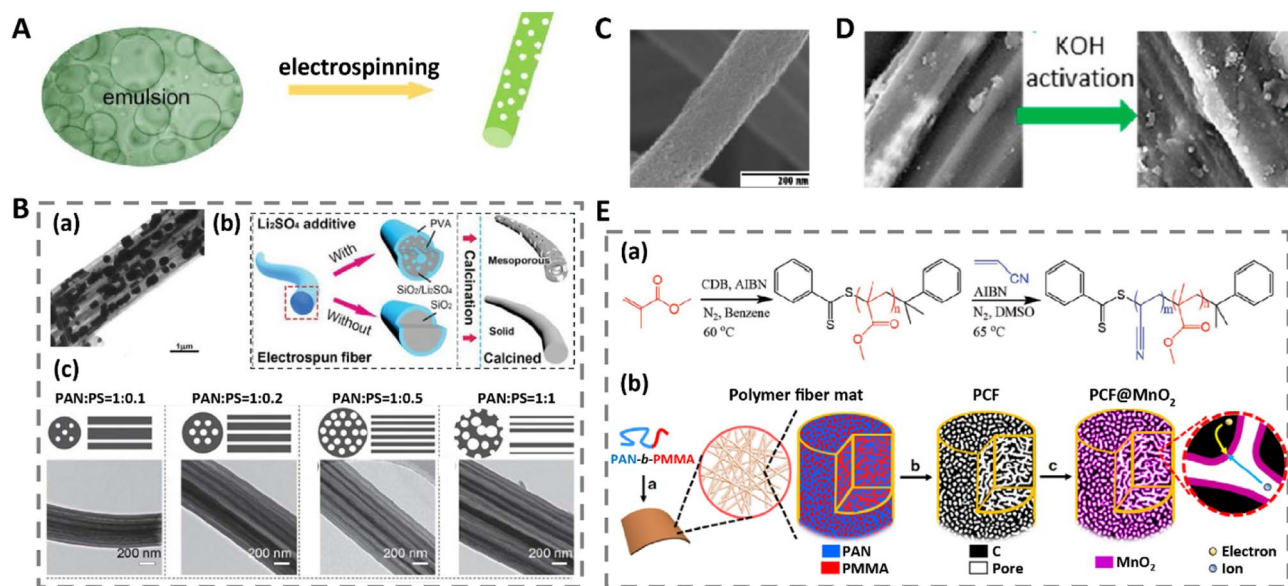 A
emulsion
electrospinning
C
200 nm
D
KOH
activation
B
(a)
1μm
(b)
Li₂SO₄ additive
With
Without
Electrospun fiber
PVA
SiO₂/Li₂SO₄
SiO₂
Calcination
Mesoporous
Solid
Calcined
(c)
PAN:PS=1:0.1
PAN:PS=1:0.2
PAN:PS=1:0.5
PAN:PS=1:1
200 nm
200 nm
200 nm
200 nm
E
(a)
O
O
CDB, AIBN
N₂, Benzene
60 °C
S
S
n
O
O
CN
AIBN
N₂, DMSO
65 °C
S
S
m
n
N
O
O
(b)
PAN-b-PMMA
a
Polymer fiber mat
PAN
PMMA
b
PCF
C
Pore
c
PCF@MnO₂
MnO₂
Electron
Ion